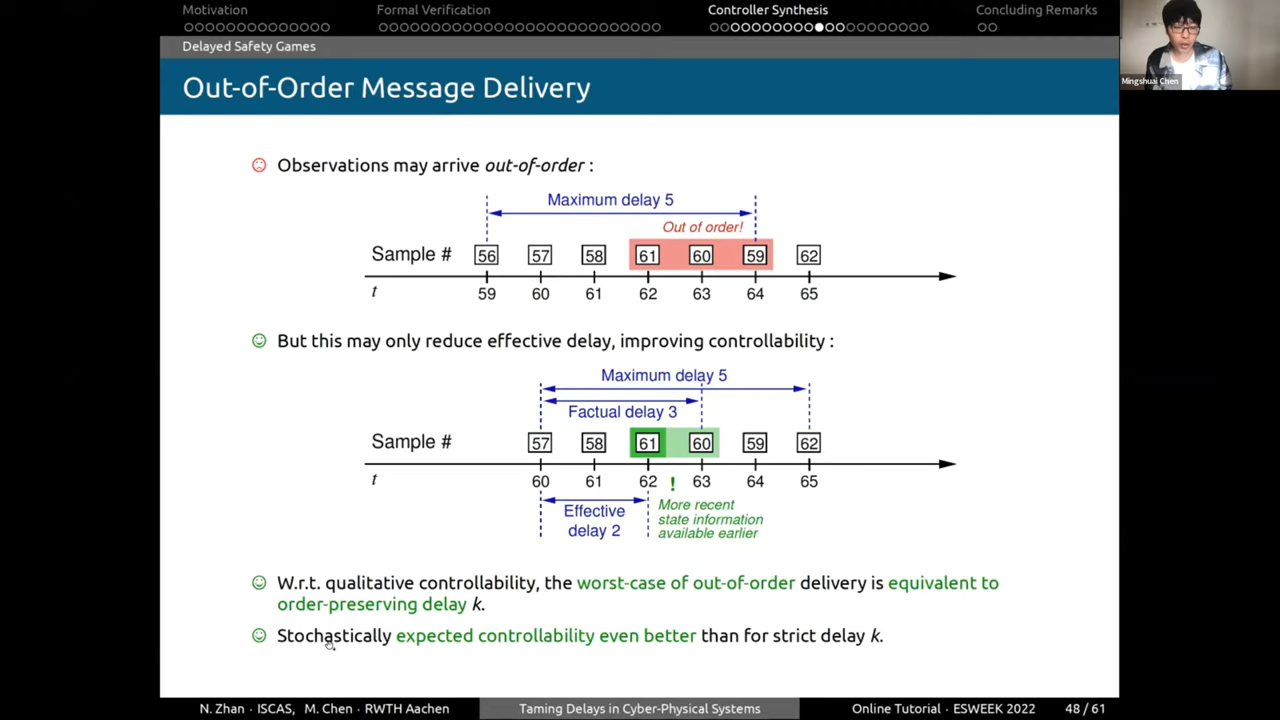 Motivation
Formal Verification
Controller Synthesis
Concluding Remarks
Mingshuai Chen
Delayed Safety Games
Out-of-Order Message Delivery
Observations may arrive out-of-order :
Maximum delay 5
Out of order!
Sample # 56 57 58 61 60 59 62
t 59 60 61 62 63 64 65
But this may only reduce effective delay, improving controllability :
Maximum delay 5
Factual delay 3
Sample # 57 58 61 60 59 62
t 60 61 62 ! 63 64 65
Effective
delay 2
More recent
state information
available earlier
W.r.t. qualitative controllability, the worst-case of out-of-order delivery is equivalent to
order-preserving delay k.
Stochastically expected controllability even better than for strict delay k.
N. Zhan · ISCAS, M. Chen · RWTH Aachen
Taming Delays in Cyber-Physical Systems
Online Tutorial · ESWEEK 2022
48 / 61